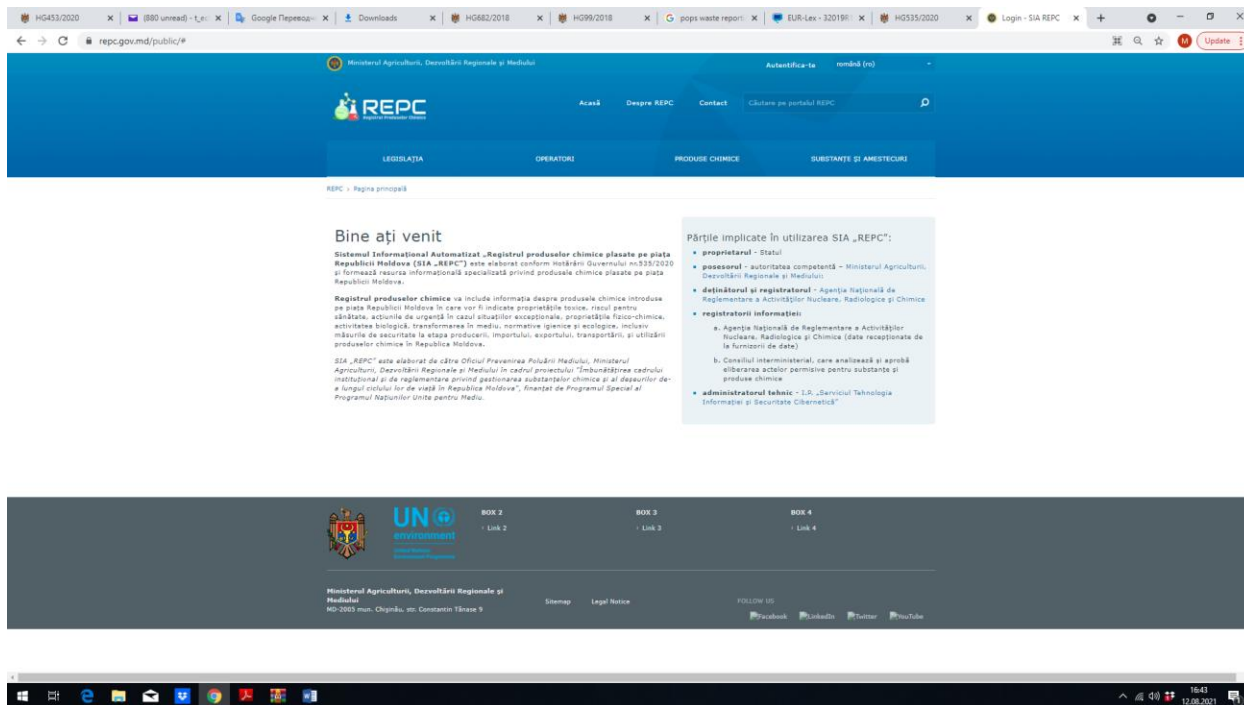 HG453/2020
(880 unread) - t_ec
Google Переводч
Downloads
HG682/2018
HG99/2018
pops waste report
EUR-Lex - 32019R1
HG535/2020
Login - SIA REPC
repc.gov.md/public/#
M
Update
Ministerul Agriculturii, Dezvoltării Regionale și Mediului
Autentifica-te
română (ro)
REPC
Registrul Produselor Chimice
Acasă
Despre REPC
Contact
Căutare pe portalul REPC
LEGISLAȚIA
OPERATORI
PRODUSE CHIMICE
SUBSTANȚE ȘI AMESTECURI
REPC > Pagina principală
Bine ați venit
Sistemul Informațional Automatizat „Registrul produselor chimice plasate pe piața
Republicii Moldova (SIA „REPC") este elaborat conform Hotărârii Guvernului nr.535/2020
și formează resursa informațională specializată privind produsele chimice plasate pe piața
Republicii Moldova.
Registrul produselor chimice va include informația despre produsele chimice introduse
pe piața Republicii Moldova în care vor fi indicate proprietățile toxice, riscul pentru
sănătate, acțiunile de urgență în cazul situațiilor excepționale, proprietățile fizico-chimice,
activitatea biologică, transformarea în mediu, normative igienice și ecologice, inclusiv
măsurile de securitate la etapa producerii, importului, exportului, transportării, și utilizării
produselor chimice în Republica Moldova.
SIA „REPC" este elaborat de către Oficiul Prevenirea Poluării Mediului, Ministerul
Agriculturii, Dezvoltării Regionale și Mediului în cadrul proiectului "Îmbunătățirea cadrului
instituțional și de reglementare privind gestionarea substanțelor chimice și al deșeurilor de-
a lungul ciclului lor de viață în Republica Moldova", finanțat de Programul Special al
Programul Națiunilor Unite pentru Mediu.
Părțile implicate în utilizarea SIA „REPC":
proprietarul - Statul
posesorul - autoritatea competentă – Ministerul Agriculturii,
Dezvoltării Regionale și Mediului;
deținătorul și registratorul - Agenția Națională de
Reglementare a Activităților Nucleare, Radiologice și Chimice
registratorii informației:
a. Agenție Națională de Reglementare a Activităților
Nucleare, Radiologice și Chimice (date recepționate de
la furnizorii de date)
b. Consiliul interministerial, care analizează și aprobă
eliberarea actelor permisive pentru substanțe și
produse chimice
administratorul tehnic - I.P. „Serviciul Tehnologia
Informației și Securitate Cibernetică"
UN
environment
BOX 2
Link 2
BOX 3
Link 3
BOX 4
Link 4
Ministerul Agriculturii, Dezvoltării Regionale și
Mediului
MD-2005 mun. Chișinău, str. Constantin Tănase 9
Sitemap
Legal Notice
FOLLOW US
Facebook
LinkedIn
Twitter
YouTube
16:43
12.08.2021